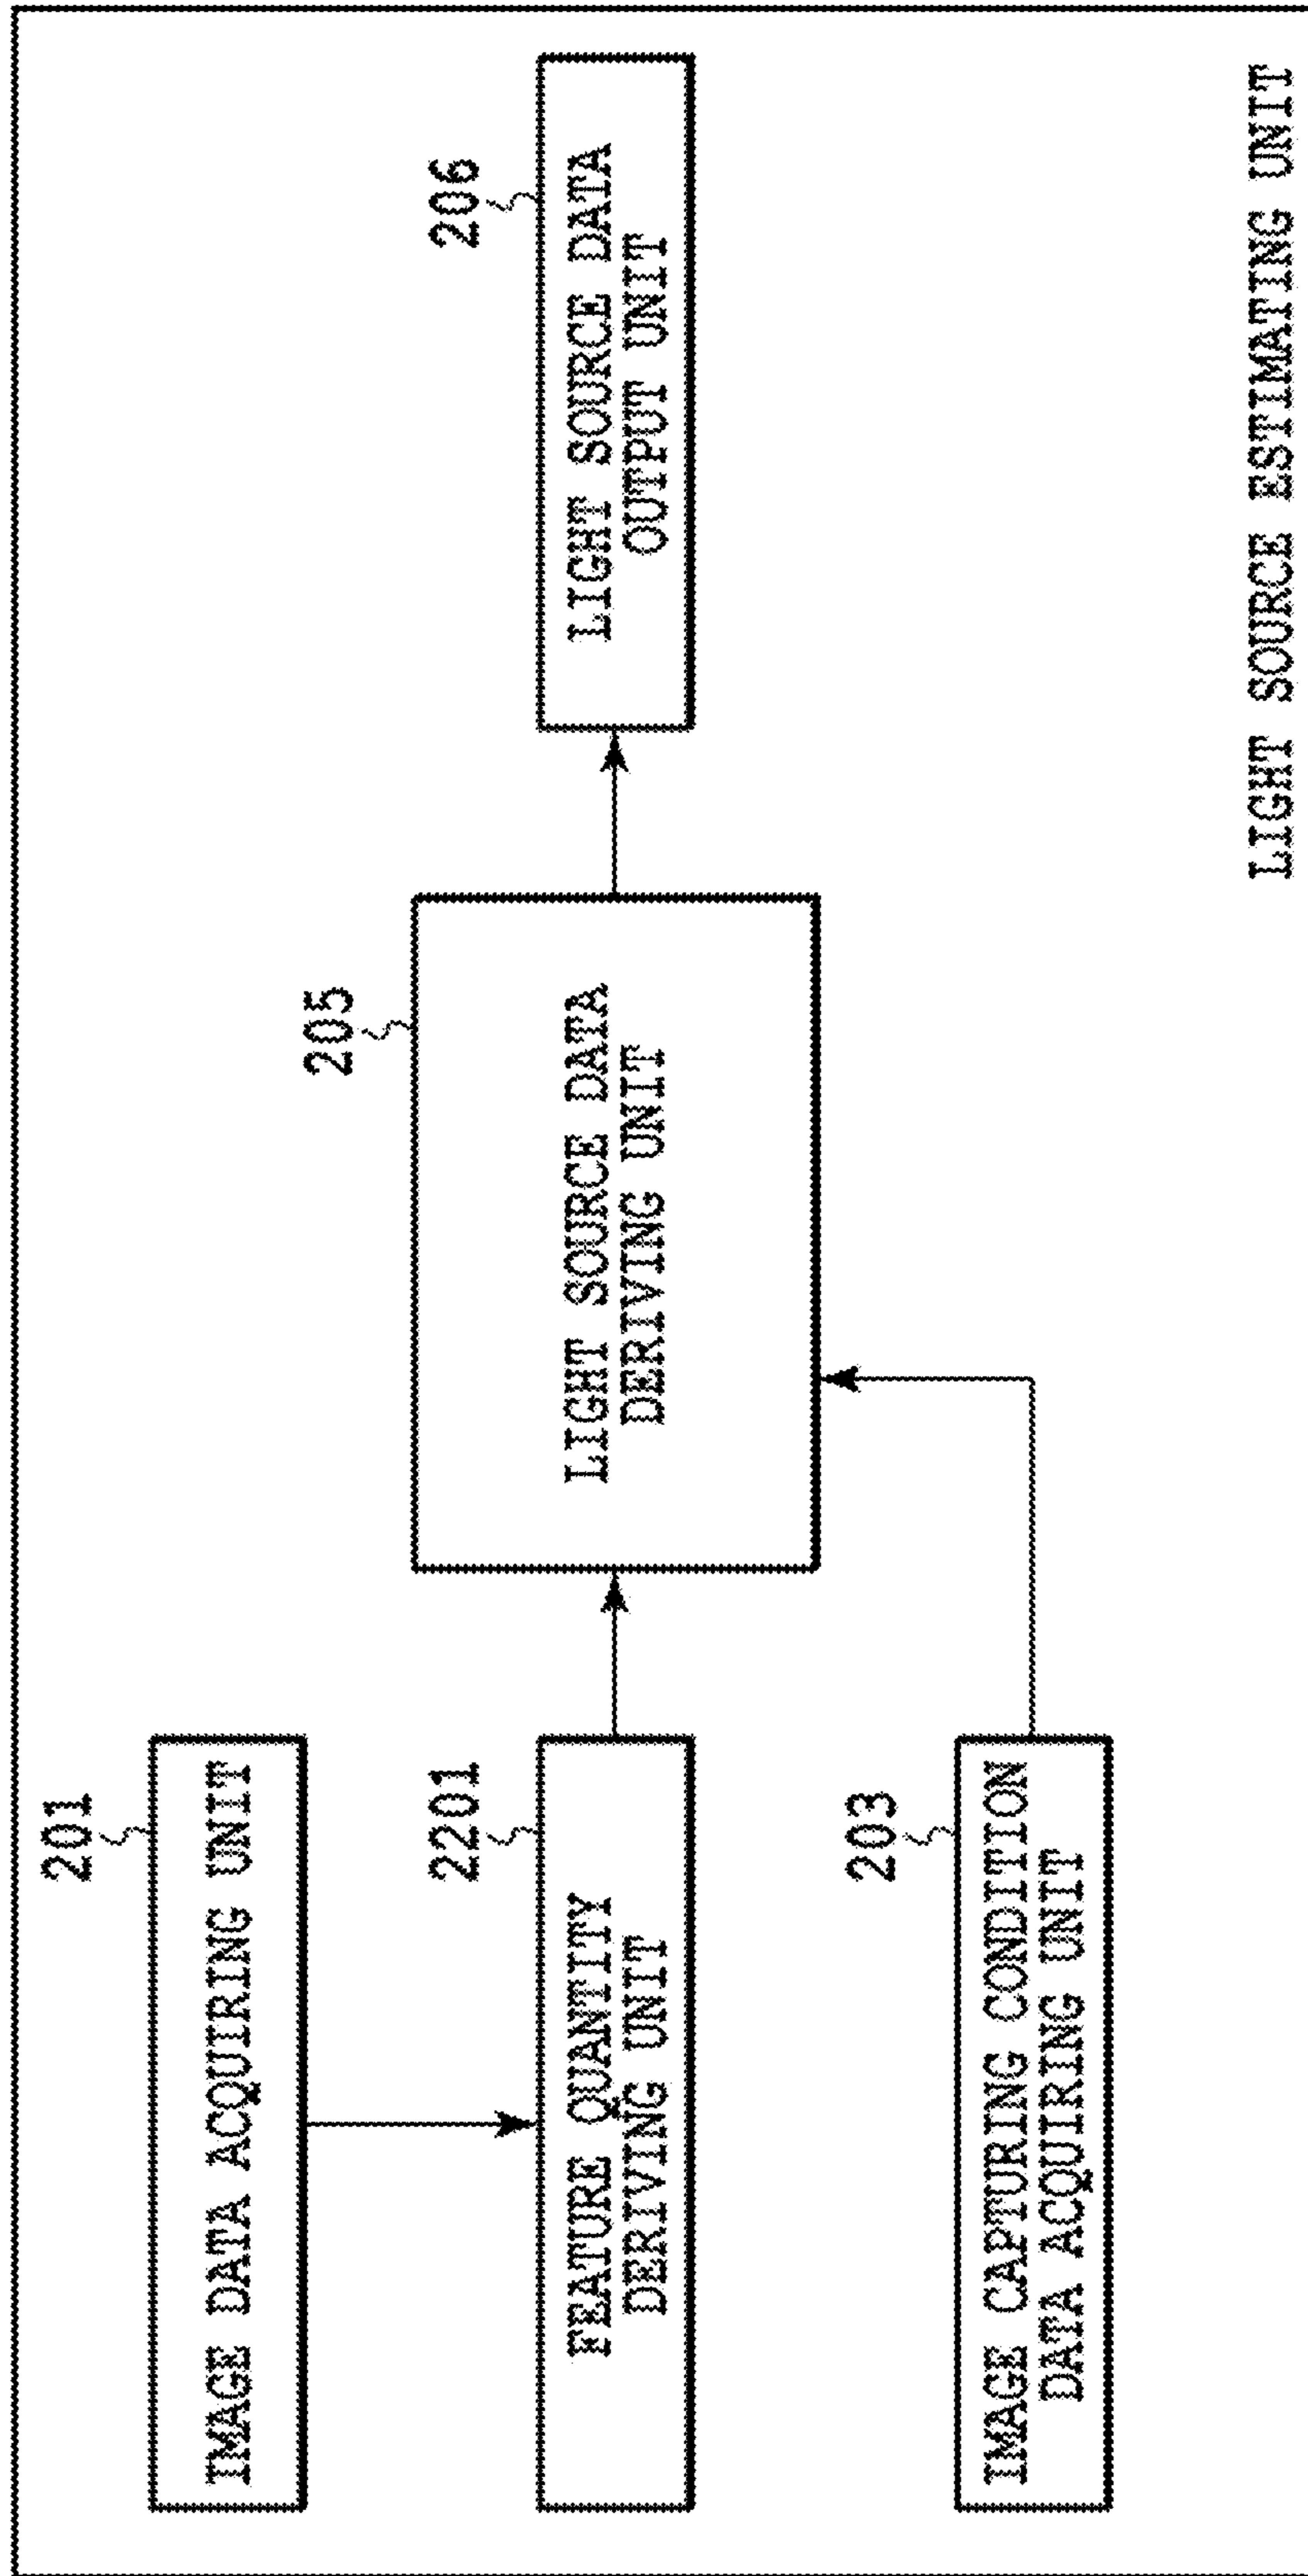 201
IMAGE DATA ACQUIRING UNIT
2201
FEATURE QUANTITY
DERIVING UNIT
203
IMAGE CAPTURING CONDITION
DATA ACQUIRING UNIT
205
LIGHT SOURCE DATA
DERIVING UNIT
206
LIGHT SOURCE DATA
OUTPUT UNIT
LIGHT SOURCE ESTIMATING UNIT